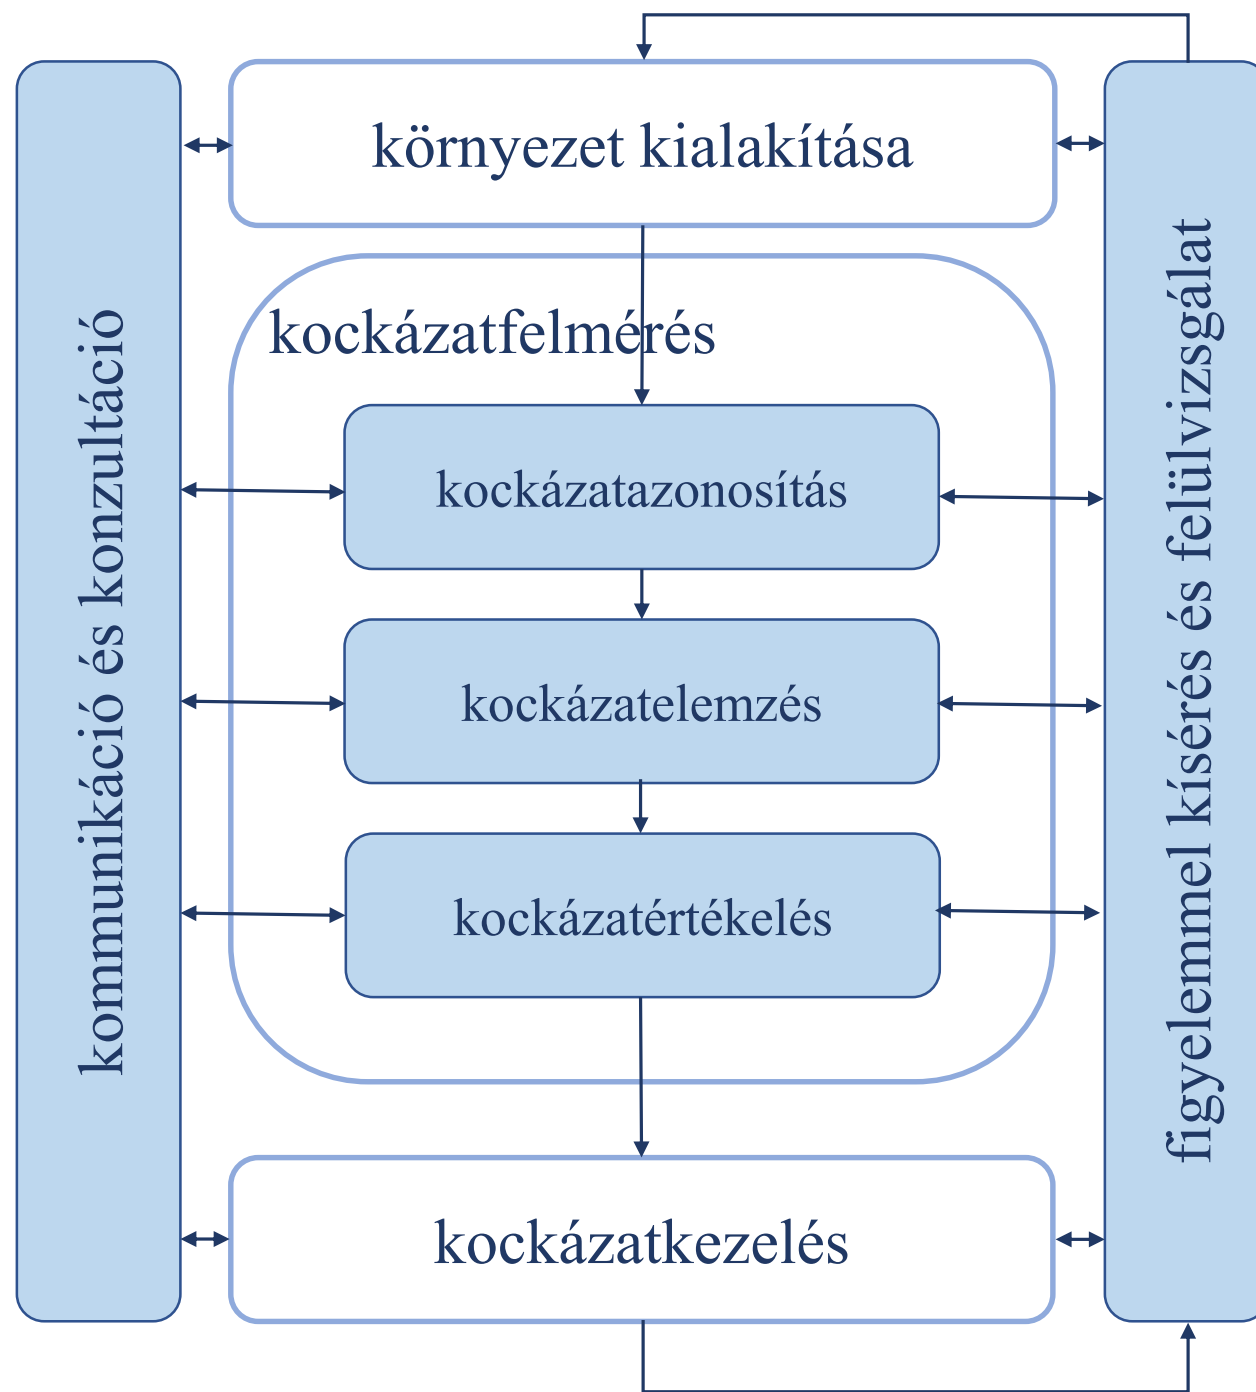 környezet kialakítása
kommunikáció és konzultáció
kockázatfelmérés
kockázatazonosítás
kockázatelemzés
kockázatértékelés
kockázatkezelés
figyelemmel kísérés és felülvizsgálat